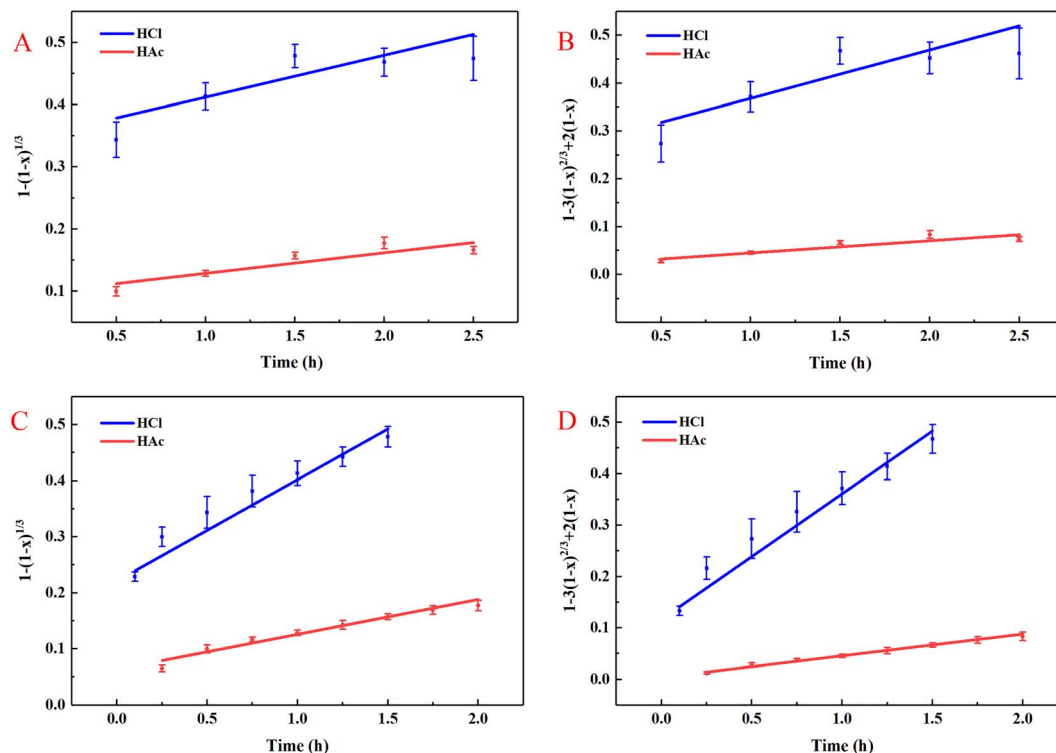 A
HCl
HAc
0.5
0.4
0.3
0.2
0.1
1-(1-x)^{1/3}
0.5 1.0 1.5 2.0 2.5
Time (h)
B
HCl
HAc
0.5
0.4
0.3
0.2
0.1
0.0
1-3(1-x)^{2/3}+2(1-x)
0.5 1.0 1.5 2.0 2.5
Time (h)
C
HCl
HAc
0.5
0.4
0.3
0.2
0.1
0.0
1-(1-x)^{1/3}
0.0 0.5 1.0 1.5 2.0
Time (h)
D
HCl
HAc
0.5
0.4
0.3
0.2
0.1
0.0
1-3(1-x)^{2/3}+2(1-x)
0.0 0.5 1.0 1.5 2.0
Time (h)